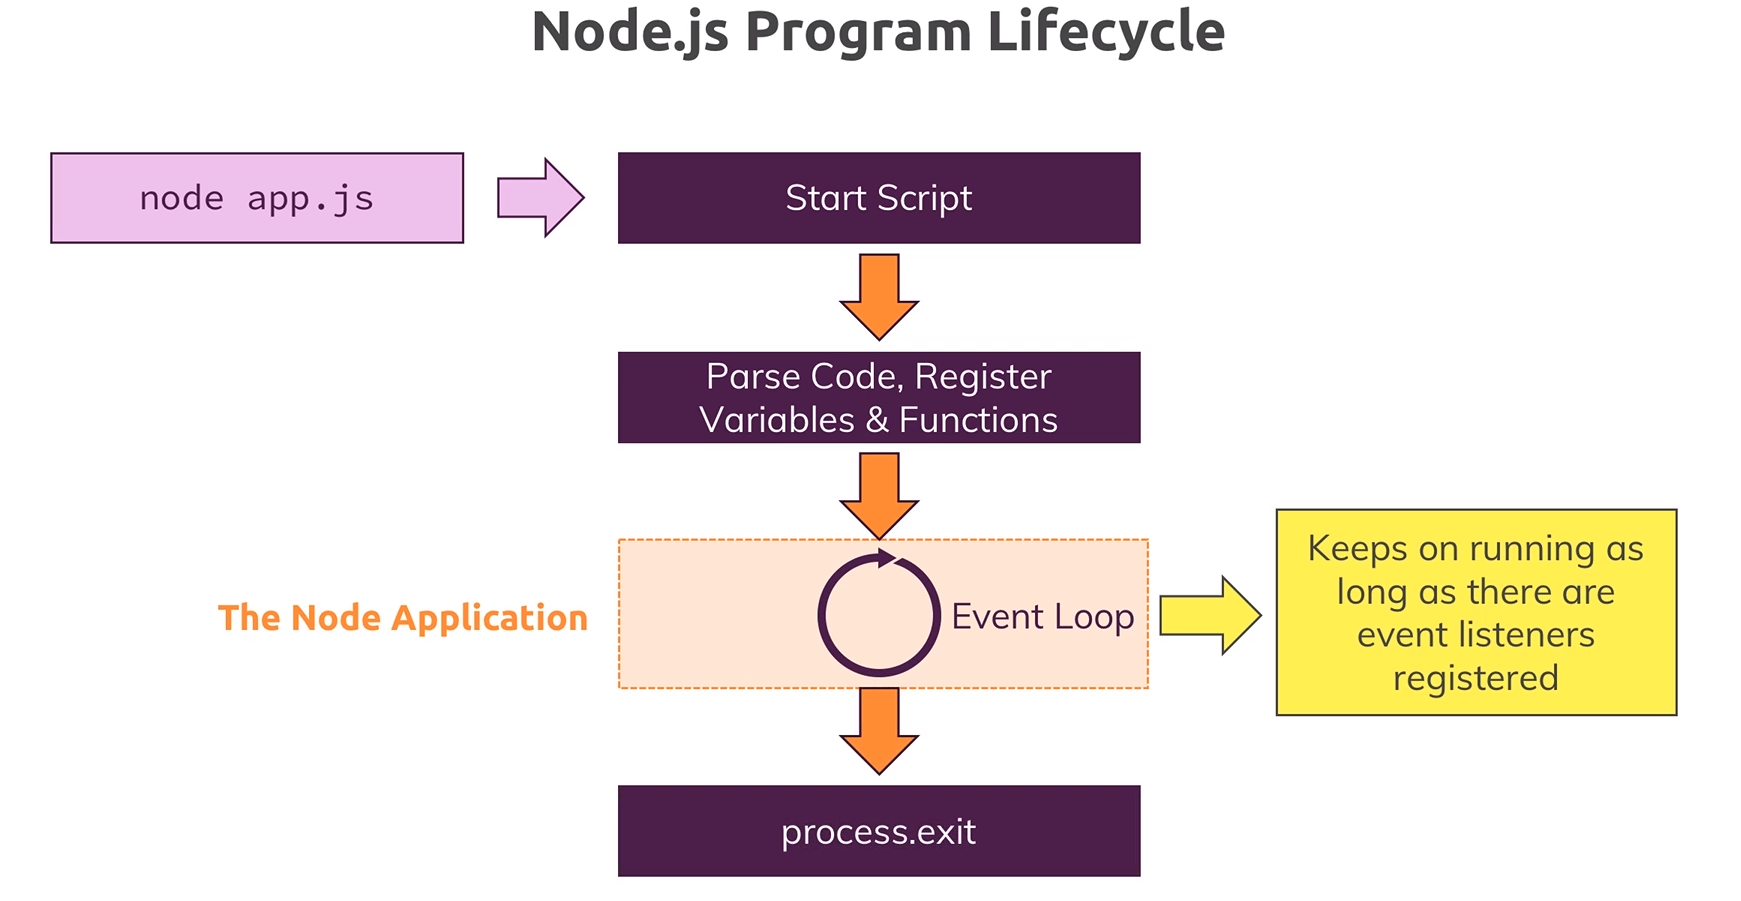 Node.js Program Lifecycle
node app.js
Start Script
Parse Code, Register
Variables & Functions
The Node Application
Event Loop
Keeps on running as
long as there are
event listeners
registered
process.exit